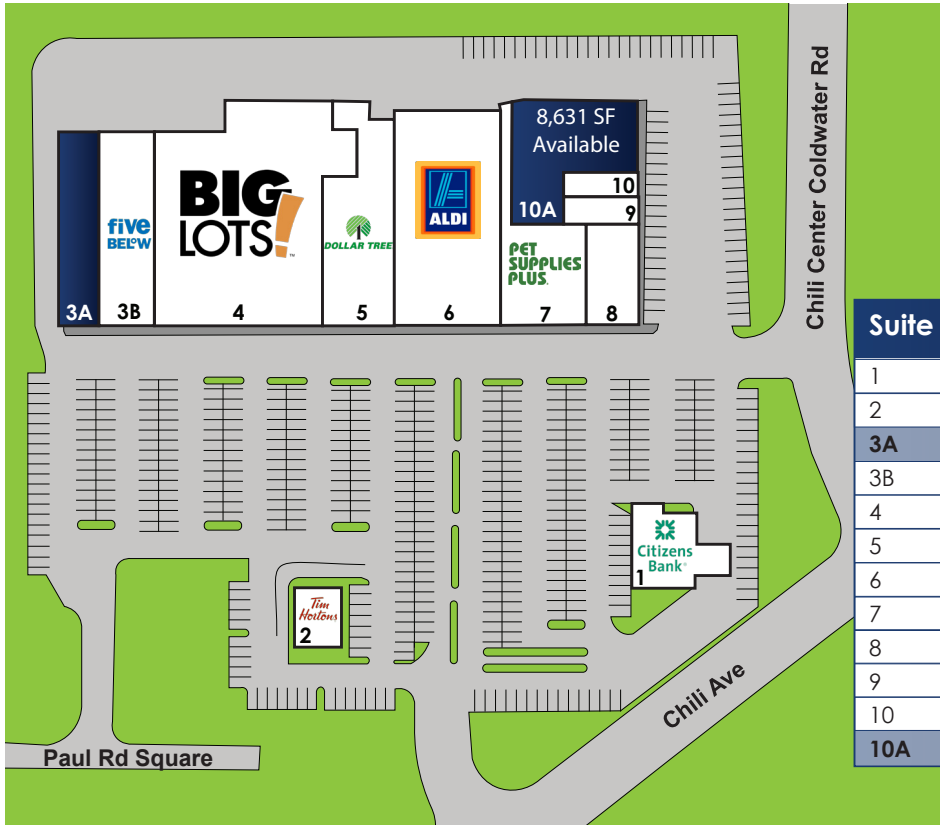 8,631 SF
Available
10
10A
9
five
BELOW
BIG
LOTS!
™
DOLLAR TREE
ALDI
PET
SUPPLIES
PLUS.
3A
3B
4
5
6
7
8
Chili Center Coldwater Rd
Suite
1
2
3A
3B
4
5
6
7
8
9
10
10A
Citizens
Bank®
1
Tim
Hortons
2
Chili Ave
Paul Rd Square